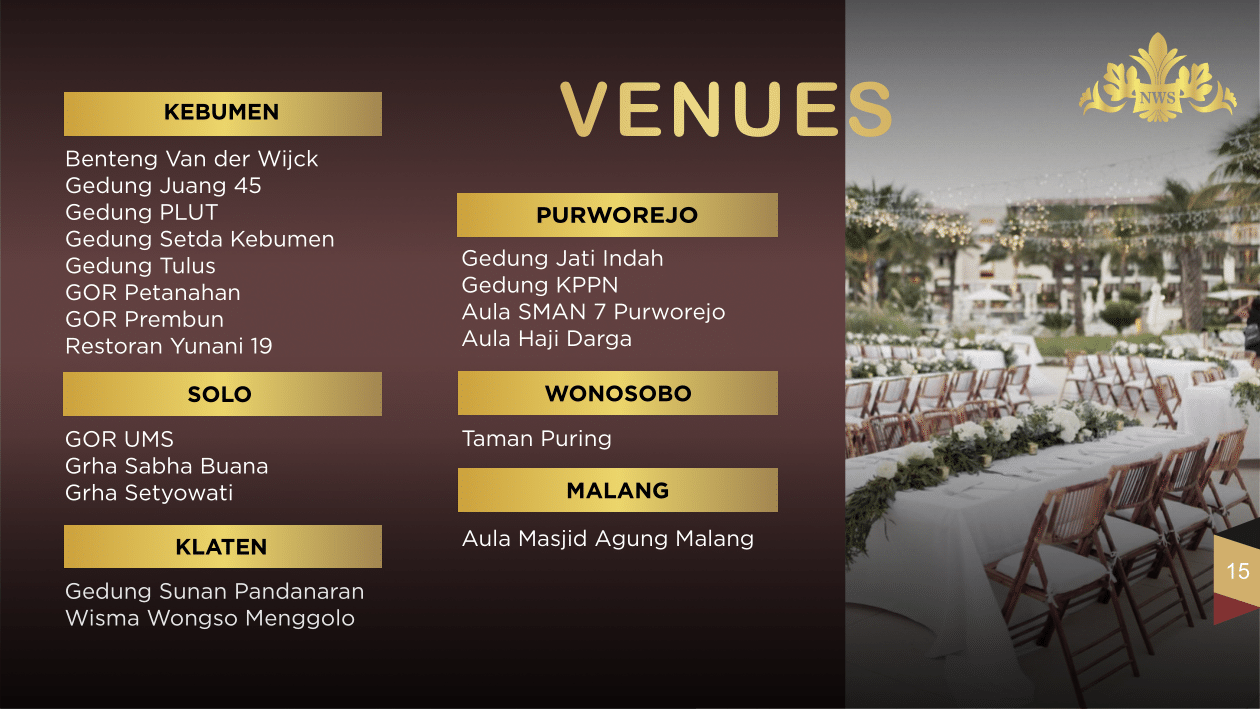 VENUES
NWS
KEBUMEN
Benteng Van der Wijck
Gedung Juang 45
Gedung PLUT
Gedung Setda Kebumen
Gedung Tulus
GOR Petanahan
GOR Prembun
Restoran Yunani 19
SOLO
GOR UMS
Grha Sabha Buana
Grha Setyowati
KLATEN
Gedung Sunan Pandanaran
Wisma Wongso Menggolo
PURWOREJO
Gedung Jati Indah
Gedung KPPN
Aula SMAN 7 Purworejo
Aula Haji Darga
WONOSOBO
Taman Puring
MALANG
Aula Masjid Agung Malang
15